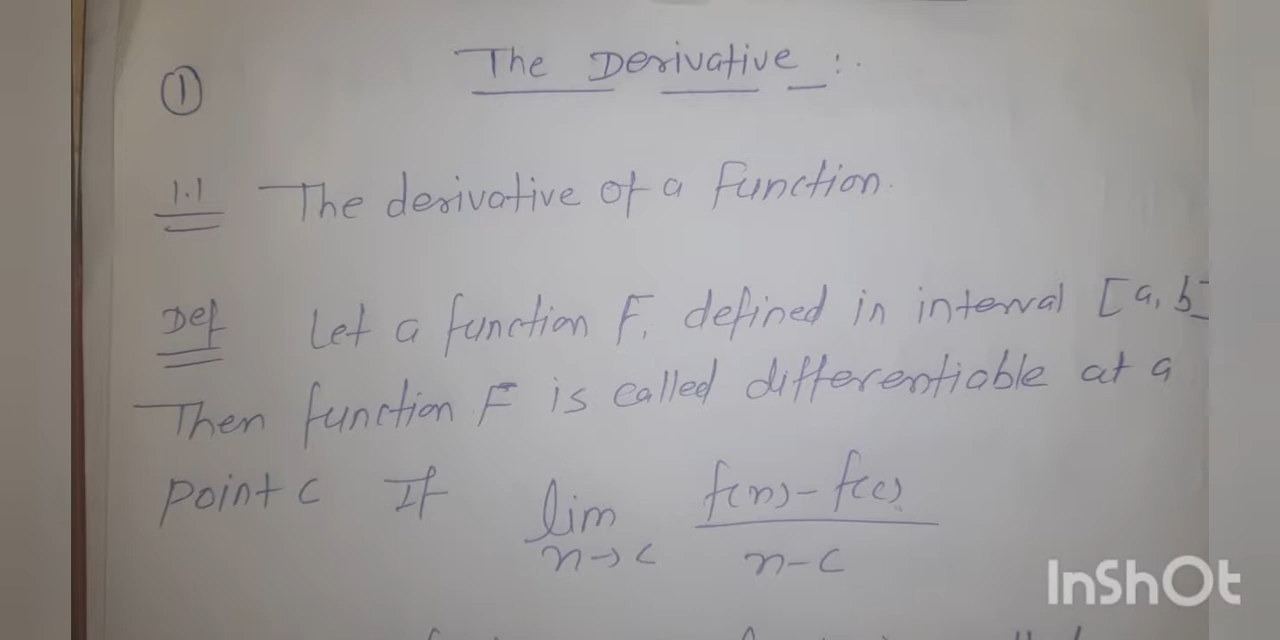 The Derivative :.
①
1.1 The derivative of a function.
Def Let a function F, defined in interval [a, b]
Then function F is called differentiable at a
point c If lim n→c f(n) - f(c) / n - c
InShOt